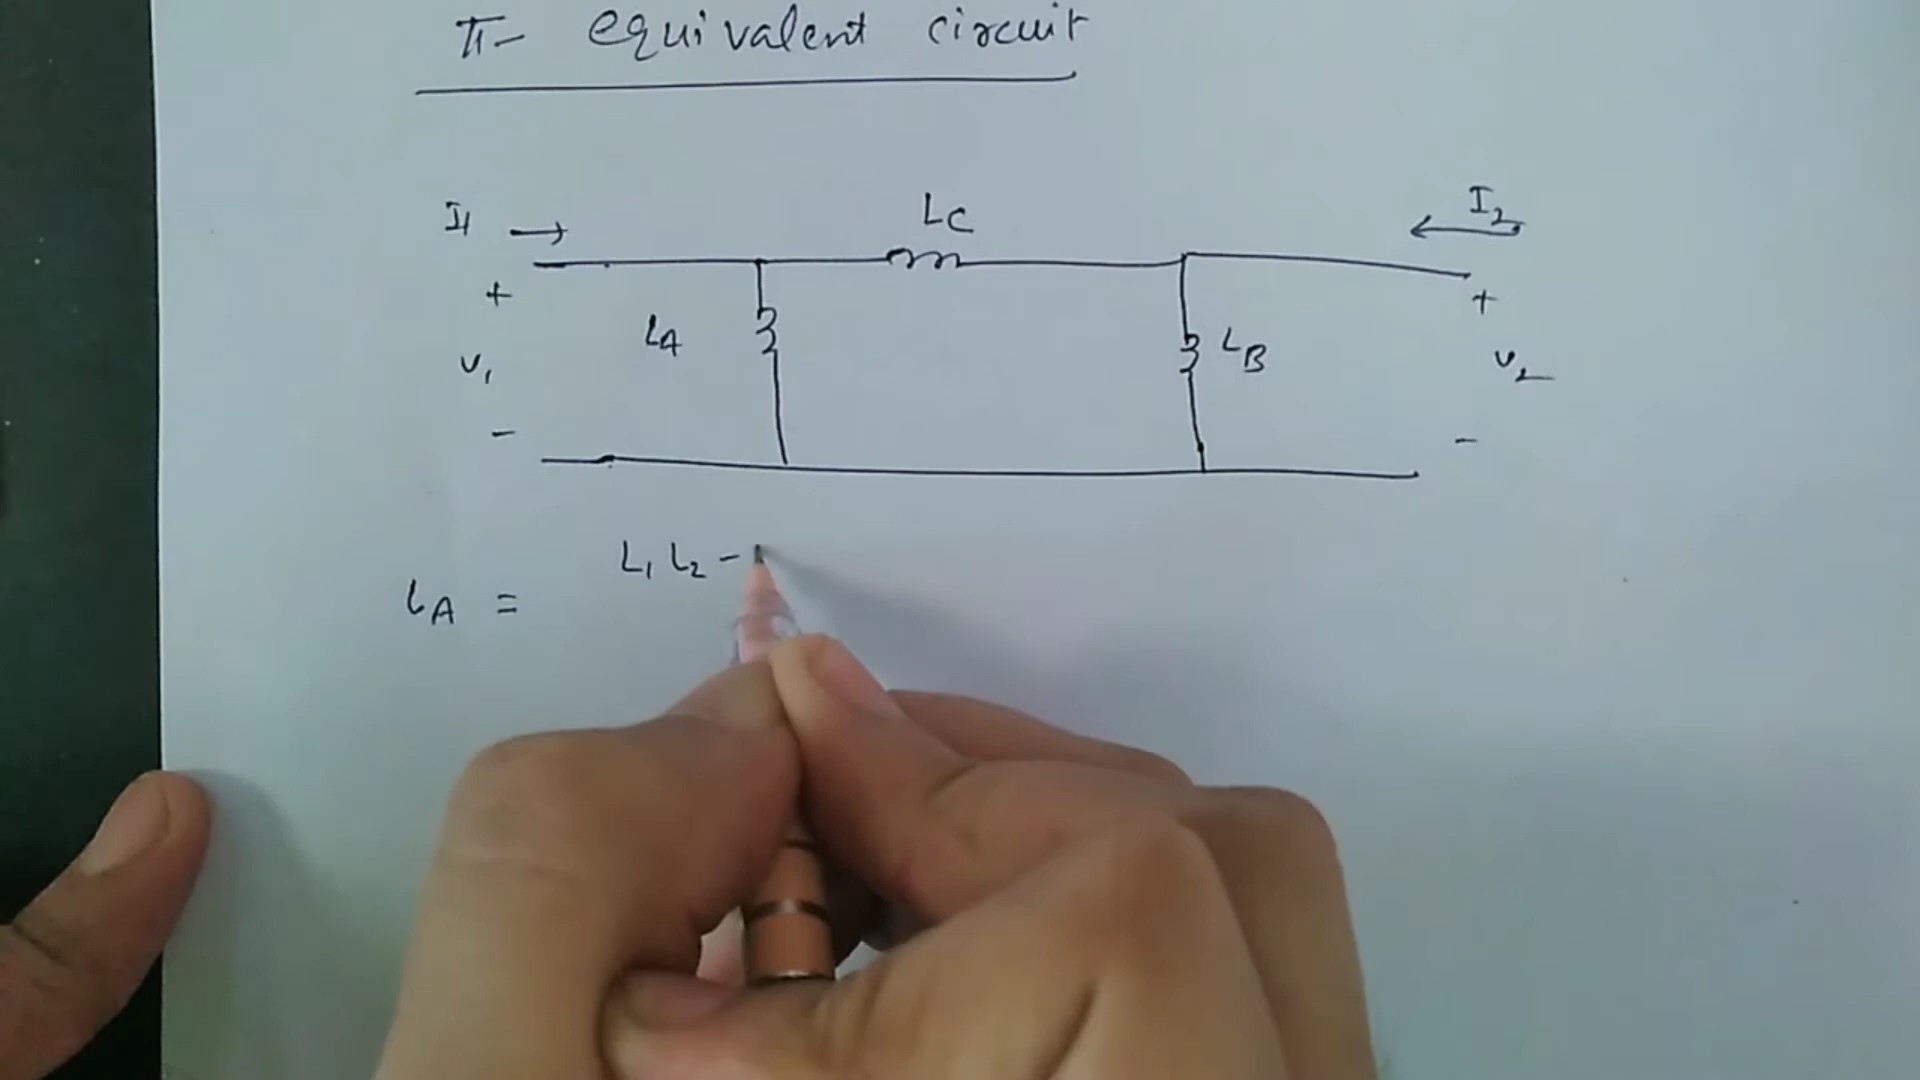 π- equivalent circuit
I1 → LC ← I2
+ +
LA LB
v1 v2
- -
L1 L2 -
LA =